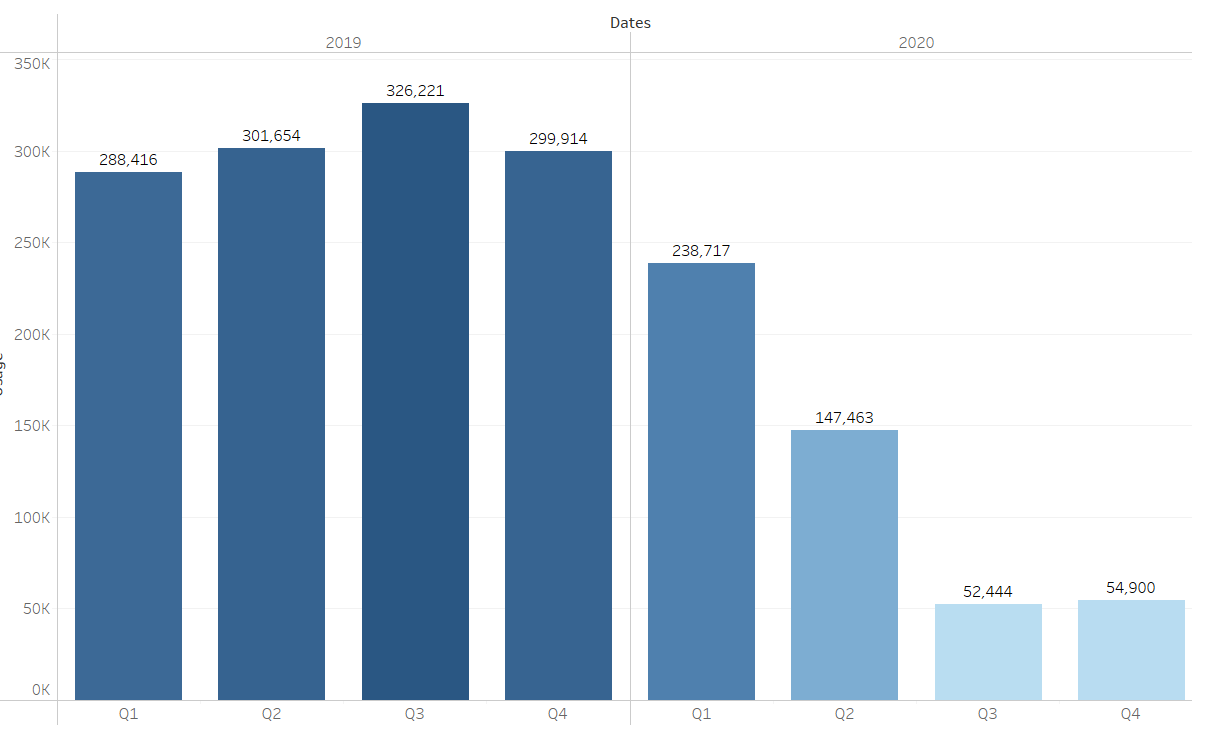 Dates
2019 2020
350K
326,221
301,654
299,914
300K
288,416
250K
238,717
200K
150K
147,463
100K
50K
52,444
54,900
0K
Q1 Q2 Q3 Q4 Q1 Q2 Q3 Q4